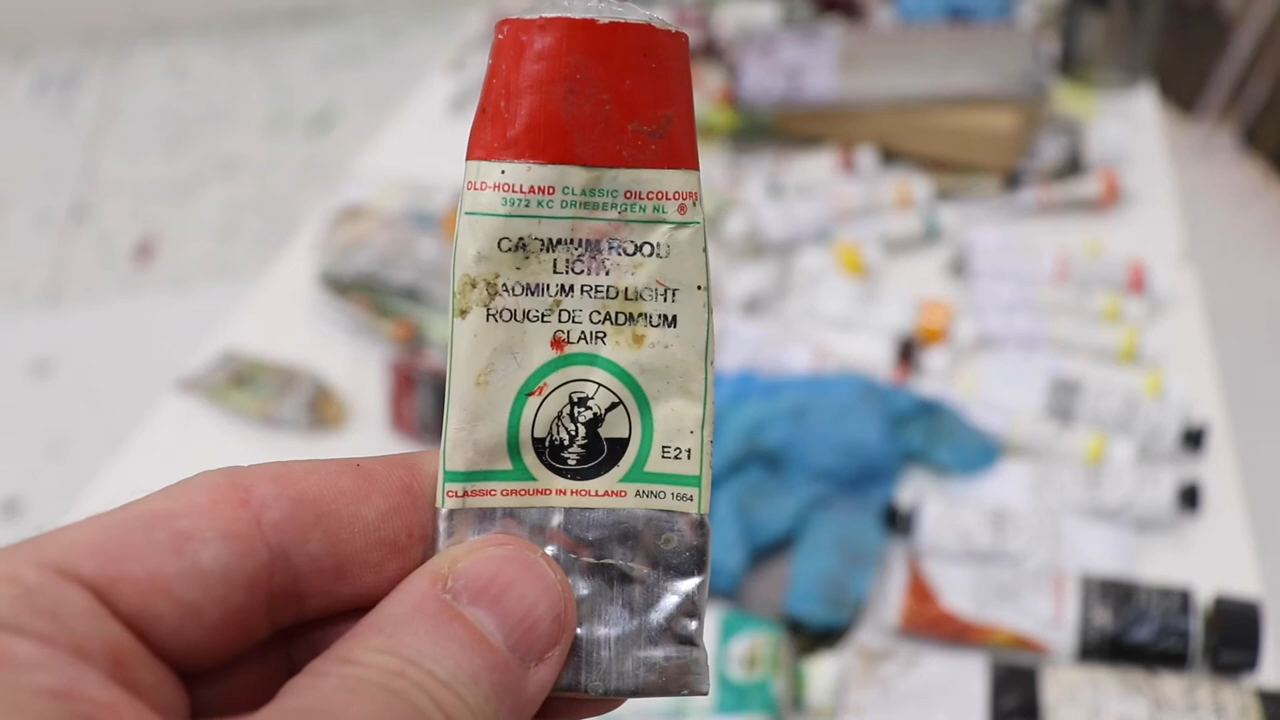 OLD-HOLLAND CLASSIC OILCOLOURS
3972 KC DRIEBERGEN NL ®
CADMIUM ROOD
LICHT
CADMIUM RED LIGHT
ROUGE DE CADMIUM
CLAIR
E21
CLASSIC GROUND IN HOLLAND ANNO 1664